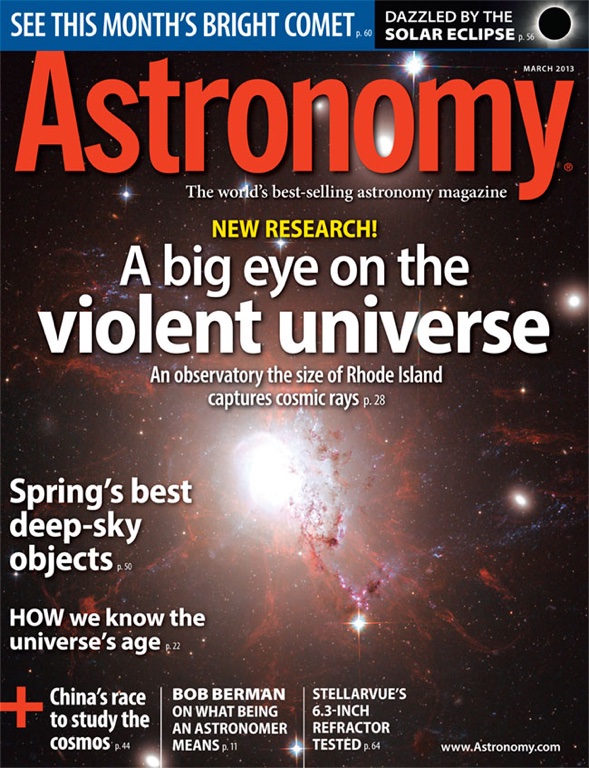 SEE THIS MONTH'S BRIGHT COMET p. 60
DAZZLED BY THE
SOLAR ECLIPSE p. 56
MARCH 2013
Astronomy®
The world's best-selling astronomy magazine
NEW RESEARCH!
A big eye on the
violent universe
An observatory the size of Rhode Island
captures cosmic rays p. 28
Spring's best
deep-sky
objects p. 50
HOW we know the
universe's age p. 22
+ China's race
to study the
cosmos p. 44
BOB BERMAN
ON WHAT BEING
AN ASTRONOMER
MEANS p. 11
STELLARVUE'S
6.3-INCH
REFRACTOR
TESTED p. 64
www.Astronomy.com